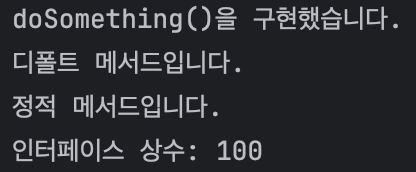 doSomething()을 구현했습니다.
디폴트 메서드입니다.
정적 메서드입니다.
인터페이스 상수: 100